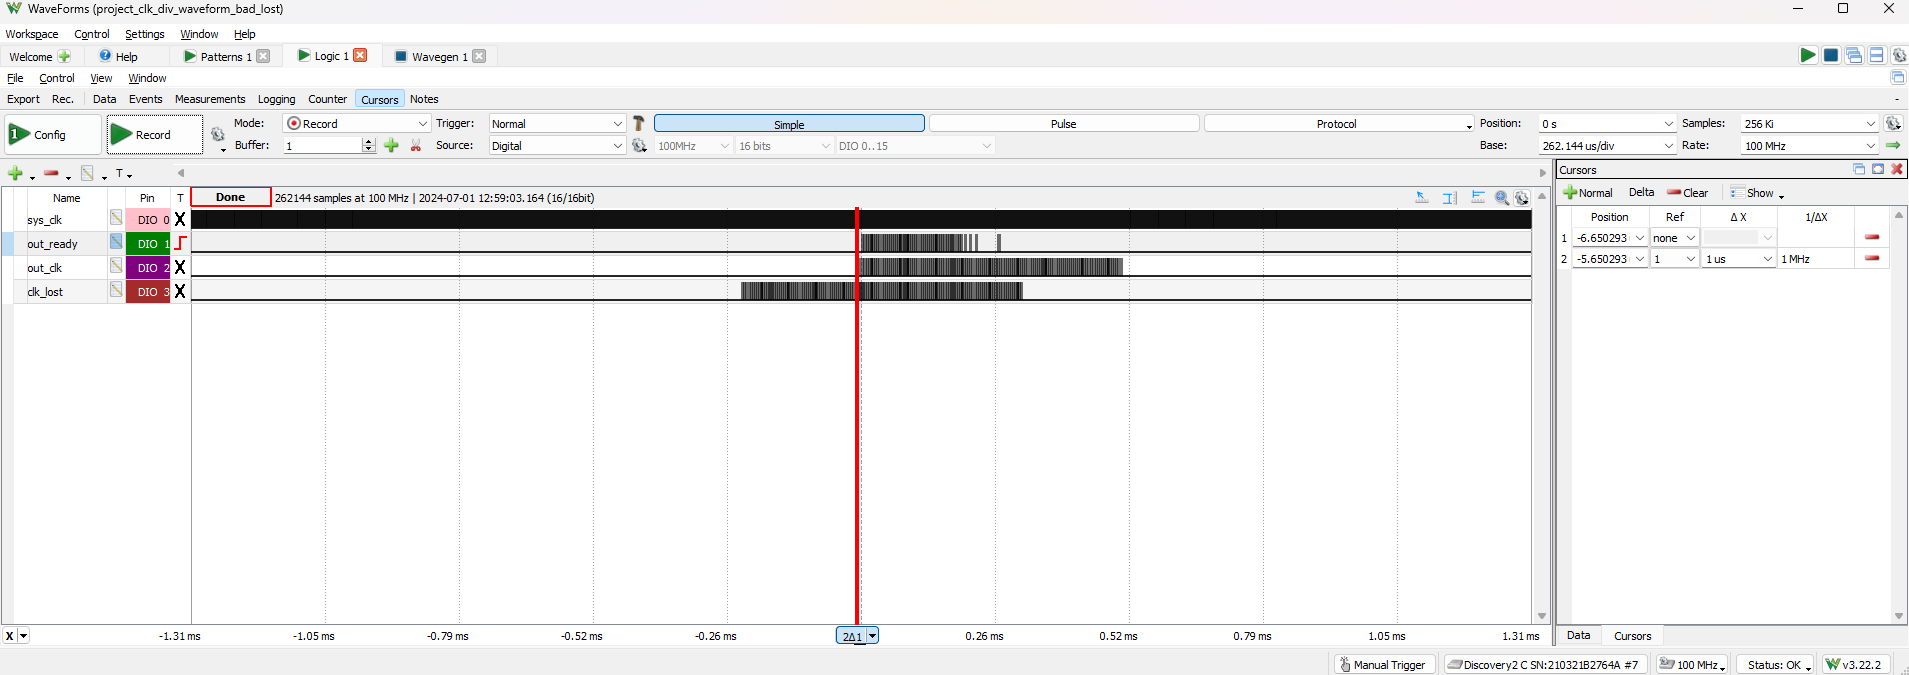 WaveForms (project_clk_div_waveform_bad_lost)
Workspace Control Settings Window Help
Welcome Help Patterns 1 Logic 1 Wavegen 1
File Control View Window
Export Rec. Data Events Measurements Logging Counter Cursors Notes
1 Config Record Mode: Record Trigger: Normal Simple Pulse Protocol Position: 0 s Samples: 256 Ki
Buffer: 1 Source: Digital 100MHz 16 bits DIO 0..15 Base: 262.144 us/div Rate: 100 MHz
T
Name Pin T Done 262144 samples at 100 MHz | 2024-07-01 12:59:03.164 (16/16bit)
sys_clk DIO 0 X
out_ready DIO 1
out_clk DIO 2 X
clk_lost DIO 3 X
X -1.31 ms -1.05 ms -0.79 ms -0.52 ms -0.26 ms 2Δ1 0.26 ms 0.52 ms 0.79 ms 1.05 ms 1.31 ms
Cursors
Normal Delta Clear Show
Position Ref Δ X 1/ΔX
1 -6.650293 none
2 -5.650293 1 1 us 1 MHz
Data Cursors
Manual Trigger Discovery2 C SN:210321B2764A #7 100 MHz Status: OK v3.22.2